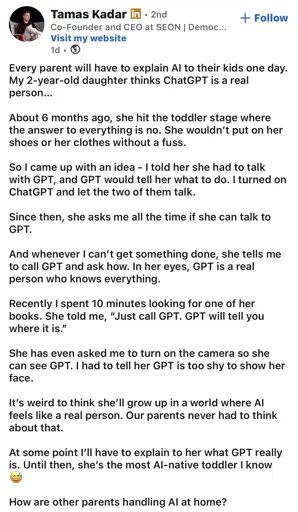 Tamas Kadar in • 2nd
+ Follow
Co-Founder and CEO at SEON | Democ...
Visit my website
1d •
Every parent will have to explain AI to their kids one day.
My 2-year-old daughter thinks ChatGPT is a real
person...
About 6 months ago, she hit the toddler stage where
the answer to everything is no. She wouldn’t put on her
shoes or her clothes without a fuss.
So I came up with an idea - I told her she had to talk
with GPT, and GPT would tell her what to do. I turned on
ChatGPT and let the two of them talk.
Since then, she asks me all the time if she can talk to
GPT.
And whenever I can’t get something done, she tells me
to call GPT and ask how. In her eyes, GPT is a real
person who knows everything.
Recently I spent 10 minutes looking for one of her
books. She told me, “Just call GPT. GPT will tell you
where it is.”
She has even asked me to turn on the camera so she
can see GPT. I had to tell her GPT is too shy to show her
face.
It’s weird to think she’ll grow up in a world where AI
feels like a real person. Our parents never had to think
about that.
At some point I’ll have to explain to her what GPT really
is. Until then, she’s the most AI-native toddler I know
😅
How are other parents handling AI at home?